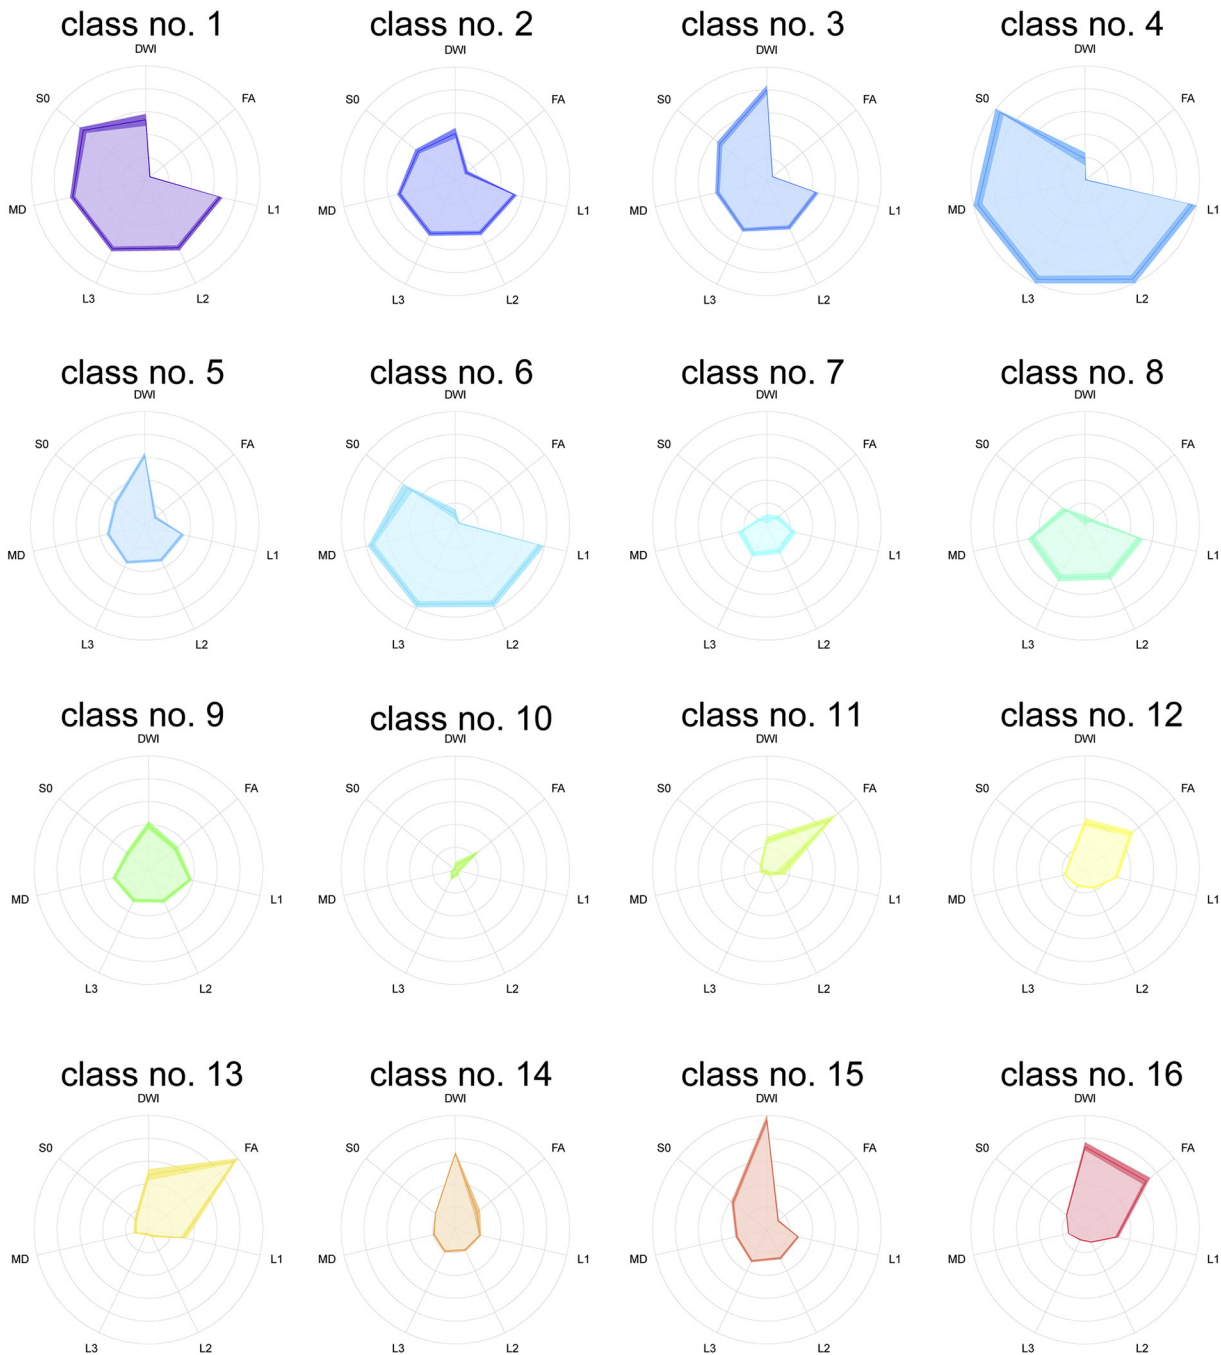 class no. 1
class no. 2
class no. 3
class no. 4
DWI
DWI
DWI
DWI
S0
FA
S0
FA
S0
FA
S0
FA
MD
L1
MD
L1
MD
L1
MD
L1
L3
L2
L3
L2
L3
L2
L3
L2
class no. 5
class no. 6
class no. 7
class no. 8
DWI
DWI
DWI
DWI
S0
FA
S0
FA
S0
FA
S0
FA
MD
L1
MD
L1
MD
L1
MD
L1
L3
L2
L3
L2
L3
L2
L3
L2
class no. 9
class no. 10
class no. 11
class no. 12
DWI
DWI
DWI
DWI
S0
FA
S0
FA
S0
FA
S0
FA
MD
L1
MD
L1
MD
L1
MD
L1
L3
L2
L3
L2
L3
L2
L3
L2
class no. 13
class no. 14
class no. 15
class no. 16
DWI
DWI
DWI
DWI
S0
FA
S0
FA
S0
FA
S0
FA
MD
L1
MD
L1
MD
L1
MD
L1
L3
L2
L3
L2
L3
L2
L3
L2